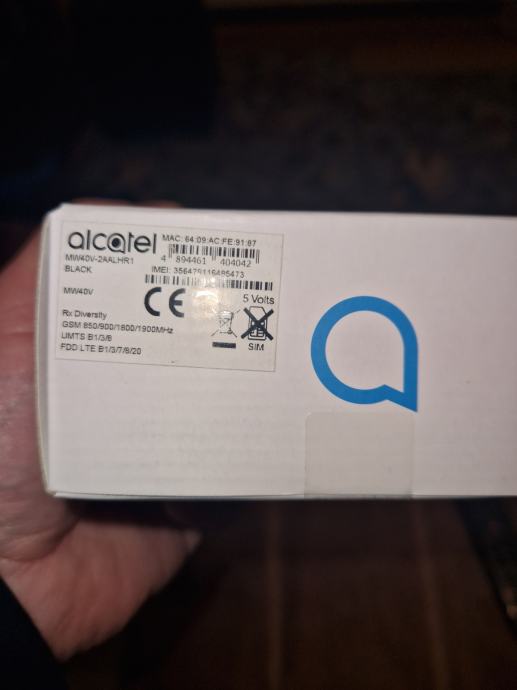 alcatel
MAC: 64:09:AC:FE:91:87
MW40V-2AALHR1
4 894461 404042
BLACK
IMEI: 356479116485473
MW40V
CE
5 Volts
Rx Diversity
GSM 850/900/1800/1900MHz
UMTS B1/3/8
FDD LTE B1/3/7/8/20
SIM